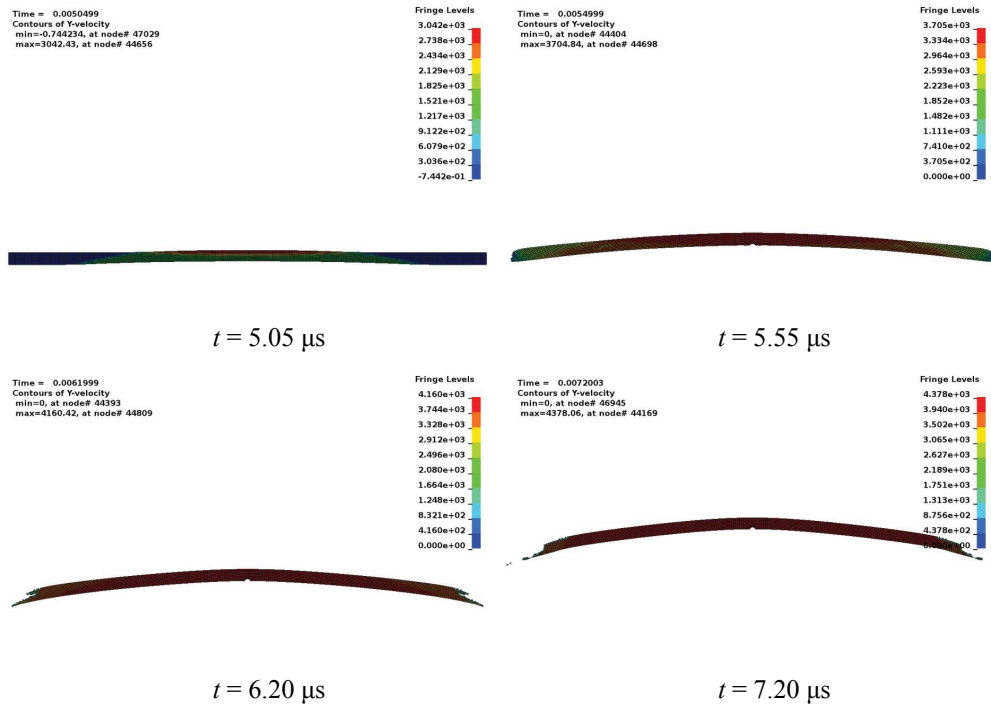 Time = 0.0050499
Contours of Y-velocity
min=-0.744234, at node# 47029
max=3042.43, at node# 44656
Fringe Levels
3.042e+03
2.738e+03
2.434e+03
2.129e+03
1.825e+03
1.521e+03
1.217e+03
9.122e+02
6.079e+02
3.036e+02
-7.442e-01
t = 5.05 μs
Time = 0.0054999
Contours of Y-velocity
min=0, at node# 44404
max=3704.84, at node# 44698
Fringe Levels
3.705e+03
3.334e+03
2.964e+03
2.593e+03
2.223e+03
1.852e+03
1.482e+03
1.111e+03
7.410e+02
3.705e+02
0.000e+00
t = 5.55 μs
Time = 0.0061999
Contours of Y-velocity
min=0, at node# 44393
max=4160.42, at node# 44809
Fringe Levels
4.160e+03
3.744e+03
3.328e+03
2.912e+03
2.496e+03
2.080e+03
1.664e+03
1.248e+03
8.321e+02
4.160e+02
0.000e+00
t = 6.20 μs
Time = 0.0072003
Contours of Y-velocity
min=0, at node# 46945
max=4378.06, at node# 44169
Fringe Levels
4.378e+03
3.940e+03
3.502e+03
3.065e+03
2.627e+03
2.189e+03
1.751e+03
1.313e+03
8.756e+02
4.378e+02
0.000e+00
t = 7.20 μs